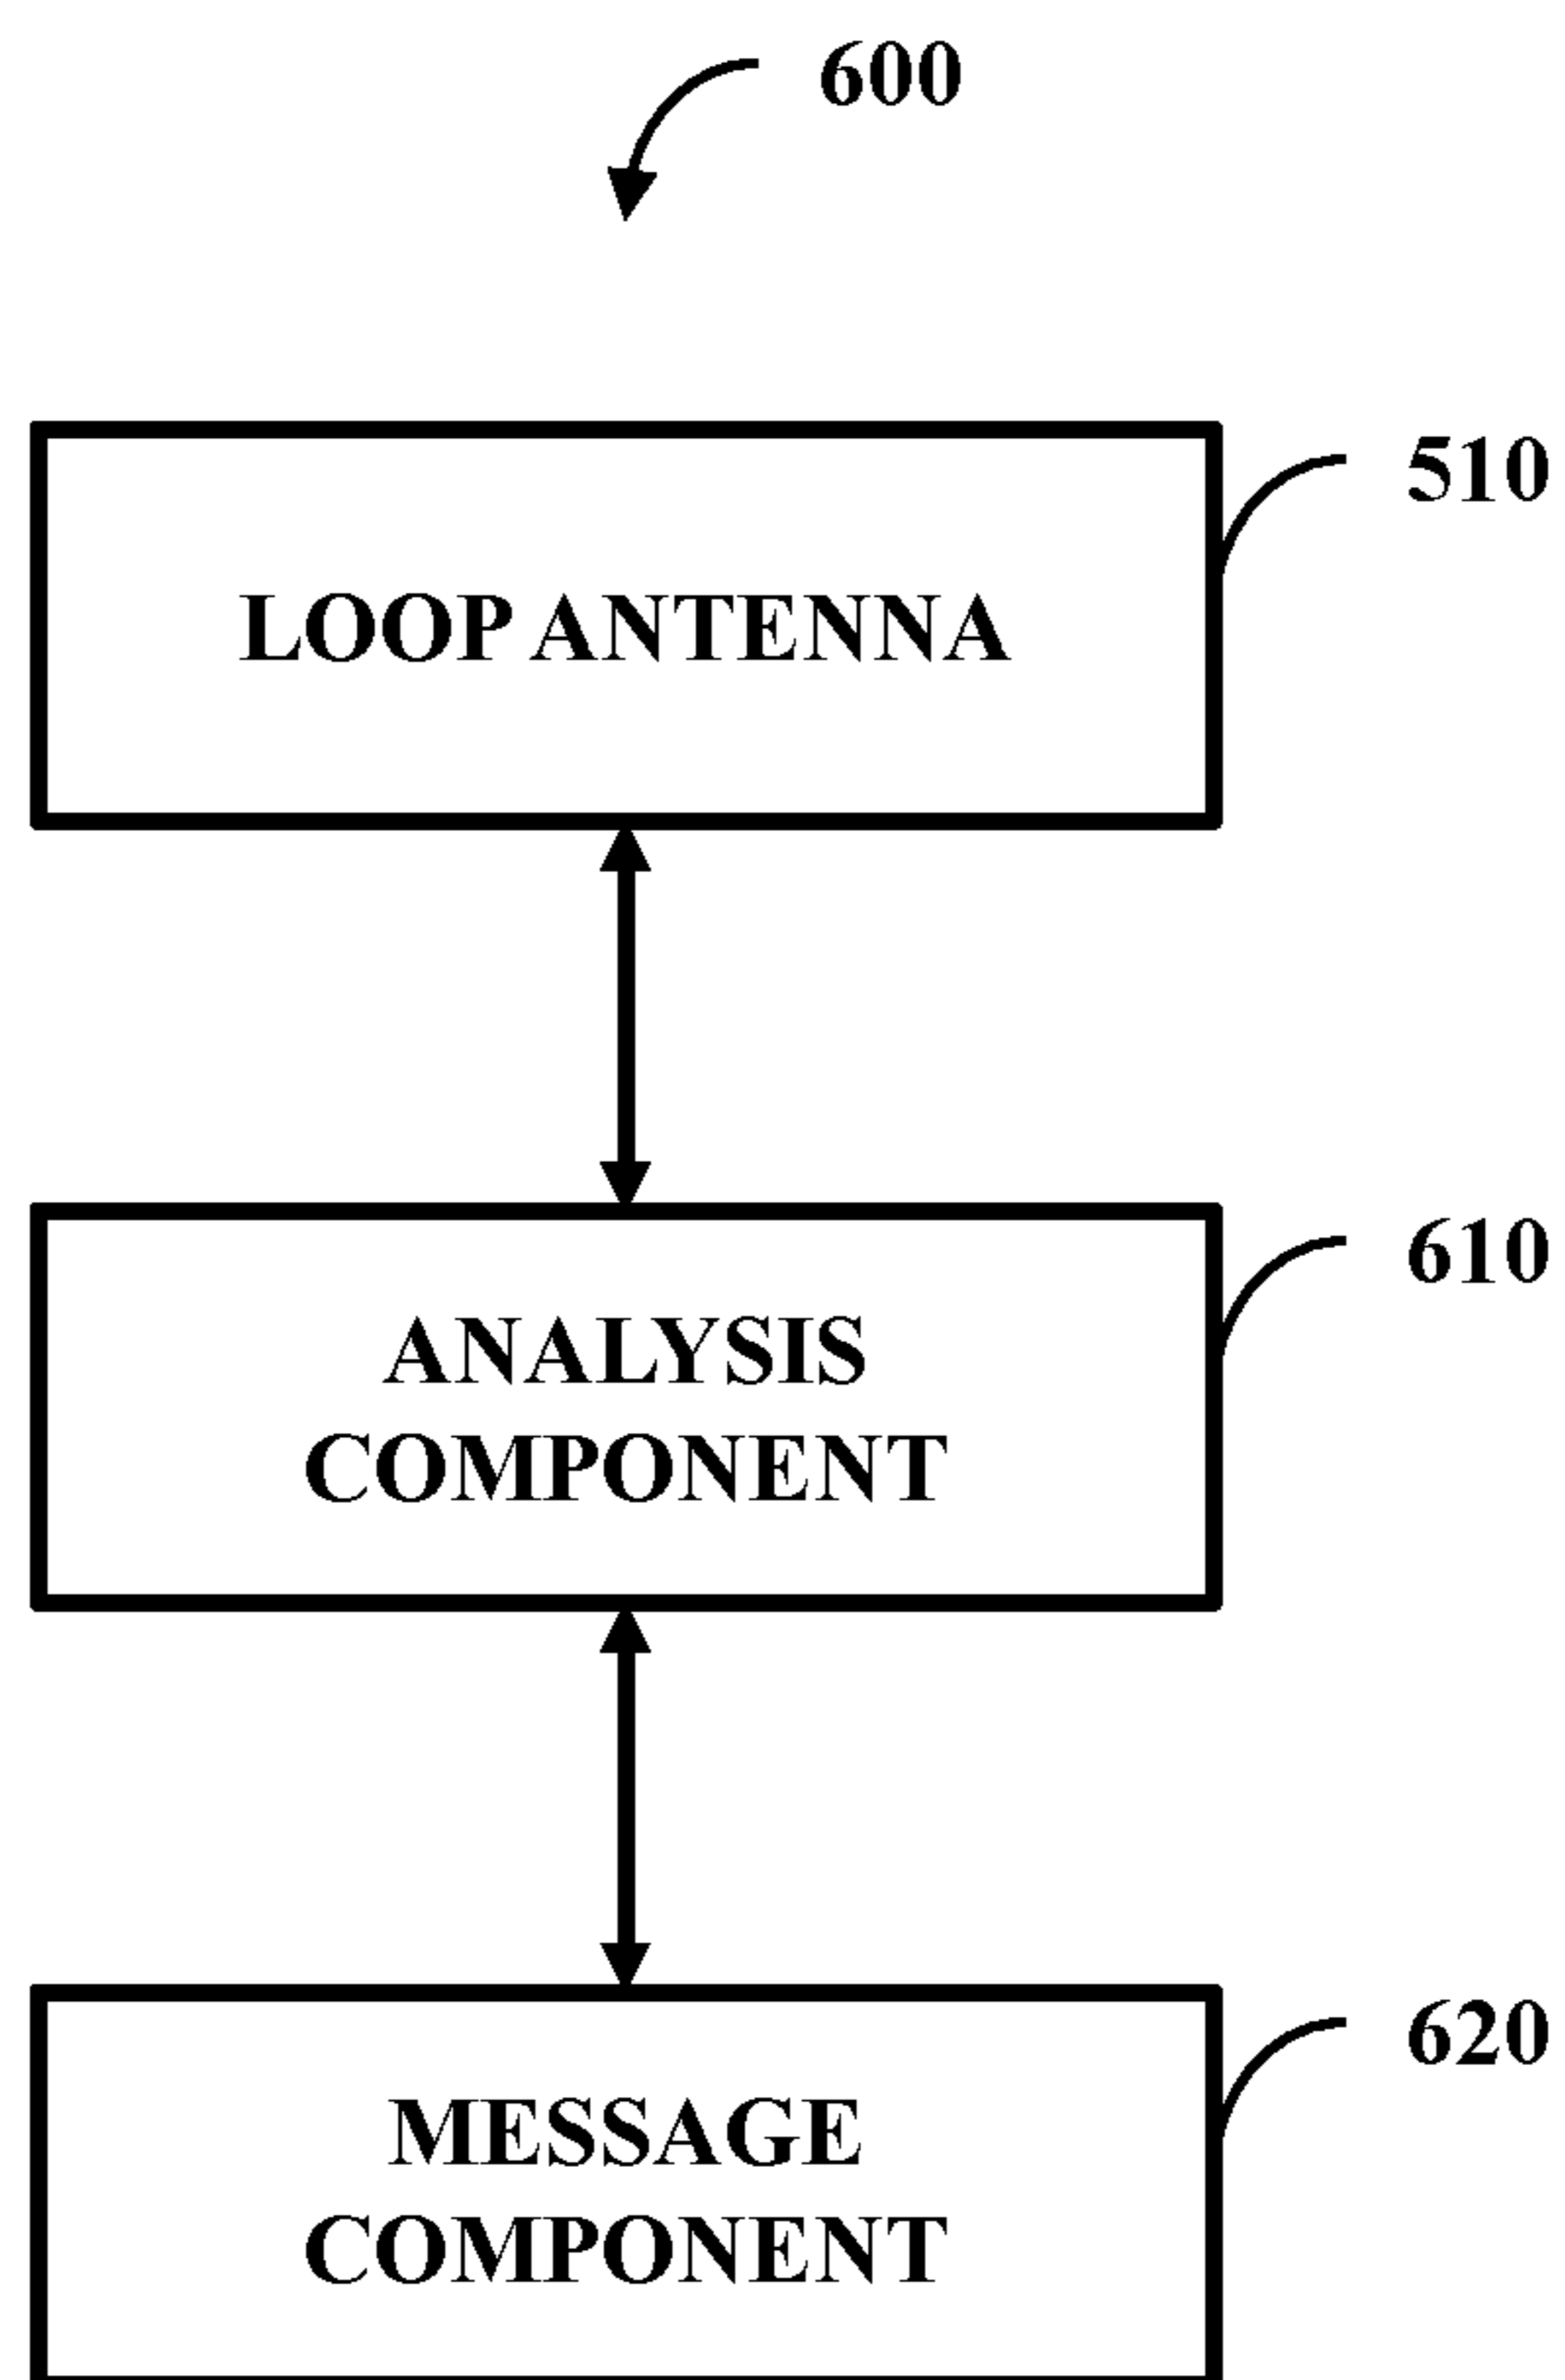 600
510
LOOP ANTENNA
610
ANALYSIS
COMPONENT
620
MESSAGE
COMPONENT